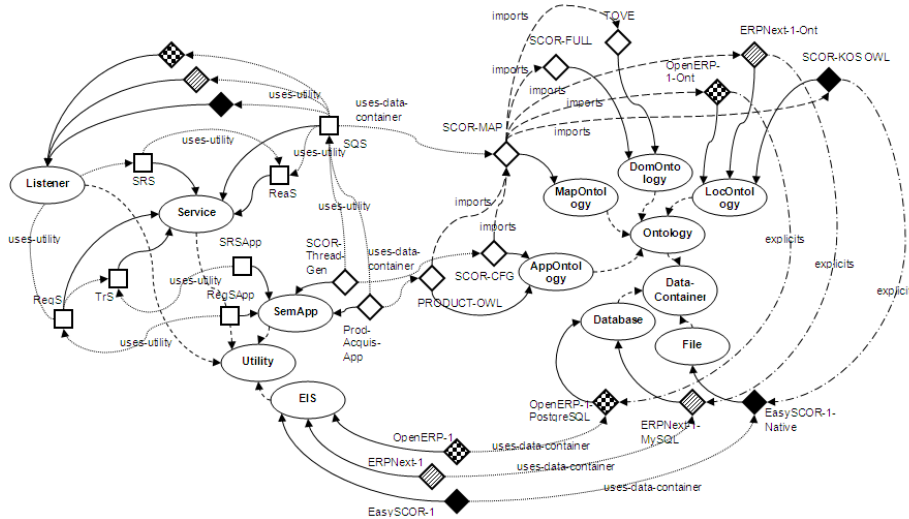 TOVE
imports
SCOR-FULL
ERPNext-1-Ont
imports
imports
OpenERP-
1-Ont
SCOR-KOS OWL
uses-utility
uses-utility
uses-data-
container
imports
imports
imports
SCOR-MAP
SQS
uses-utility
SRS
ReaS
Listener
DomOnto
logy
MapOntol
ogy
LocOntol
ogy
Service
uses-utility
imports
Ontology
SRSApp
SCOR-
Thread-
Gen
uses-data-
container
imports
explicits
explicits
explicits
SCOR-CFG
AppOntol
ogy
Data-
Container
uses-utility
TrS
ReqS
ReqSApp
PRODUCT-OWL
SemApp
Prod-
Acquis-
App
Database
File
uses-utility
Utility
EIS
OpenERP-1-
PostgreSQL
ERPNext-1-
MySQL
EasySCOR-1-
Native
OpenERP-1
uses-data-container
ERPNext-1
uses-data-container
uses-data-container
EasySCOR-1